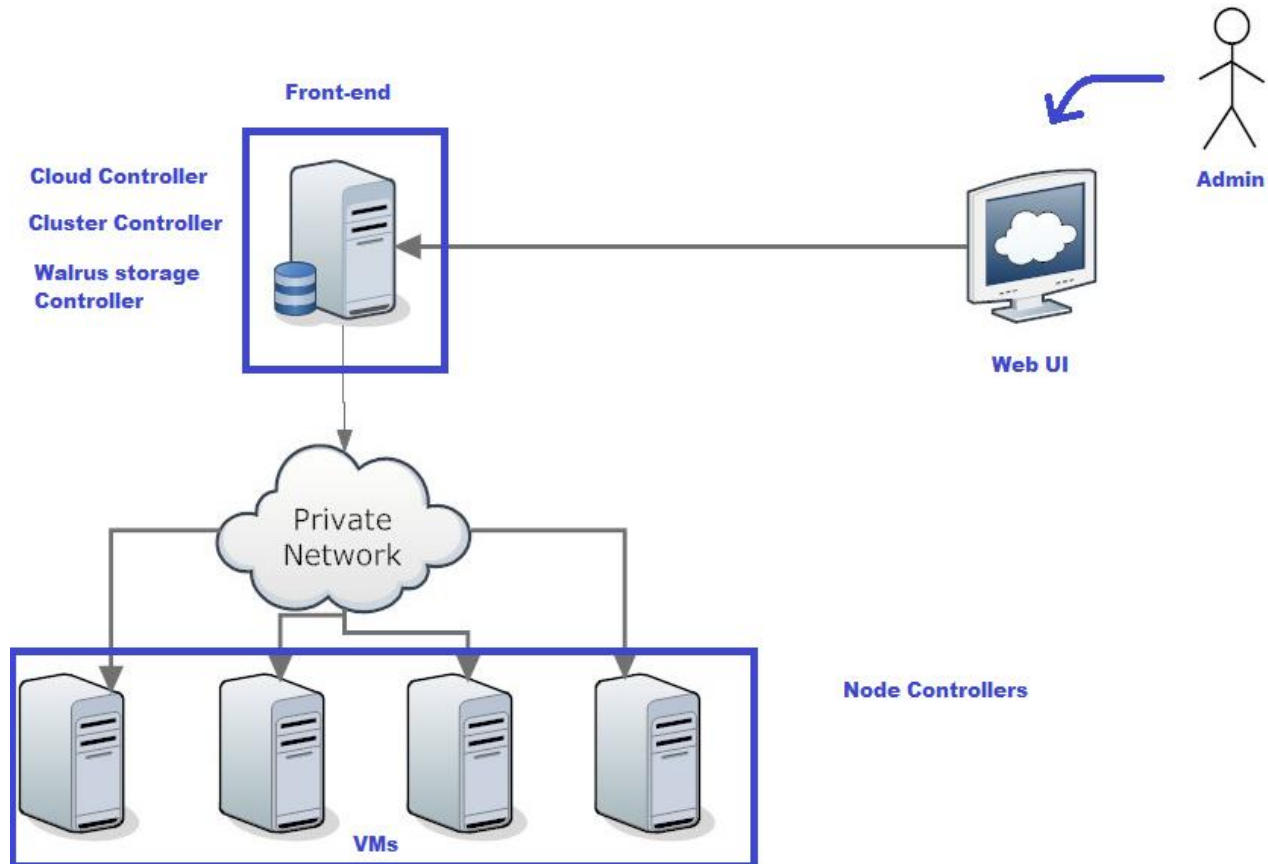 Front-end
Cloud Controller
Cluster Controller
Walrus storage
Controller
Admin
Web UI
Private
Network
Node Controllers
VMs